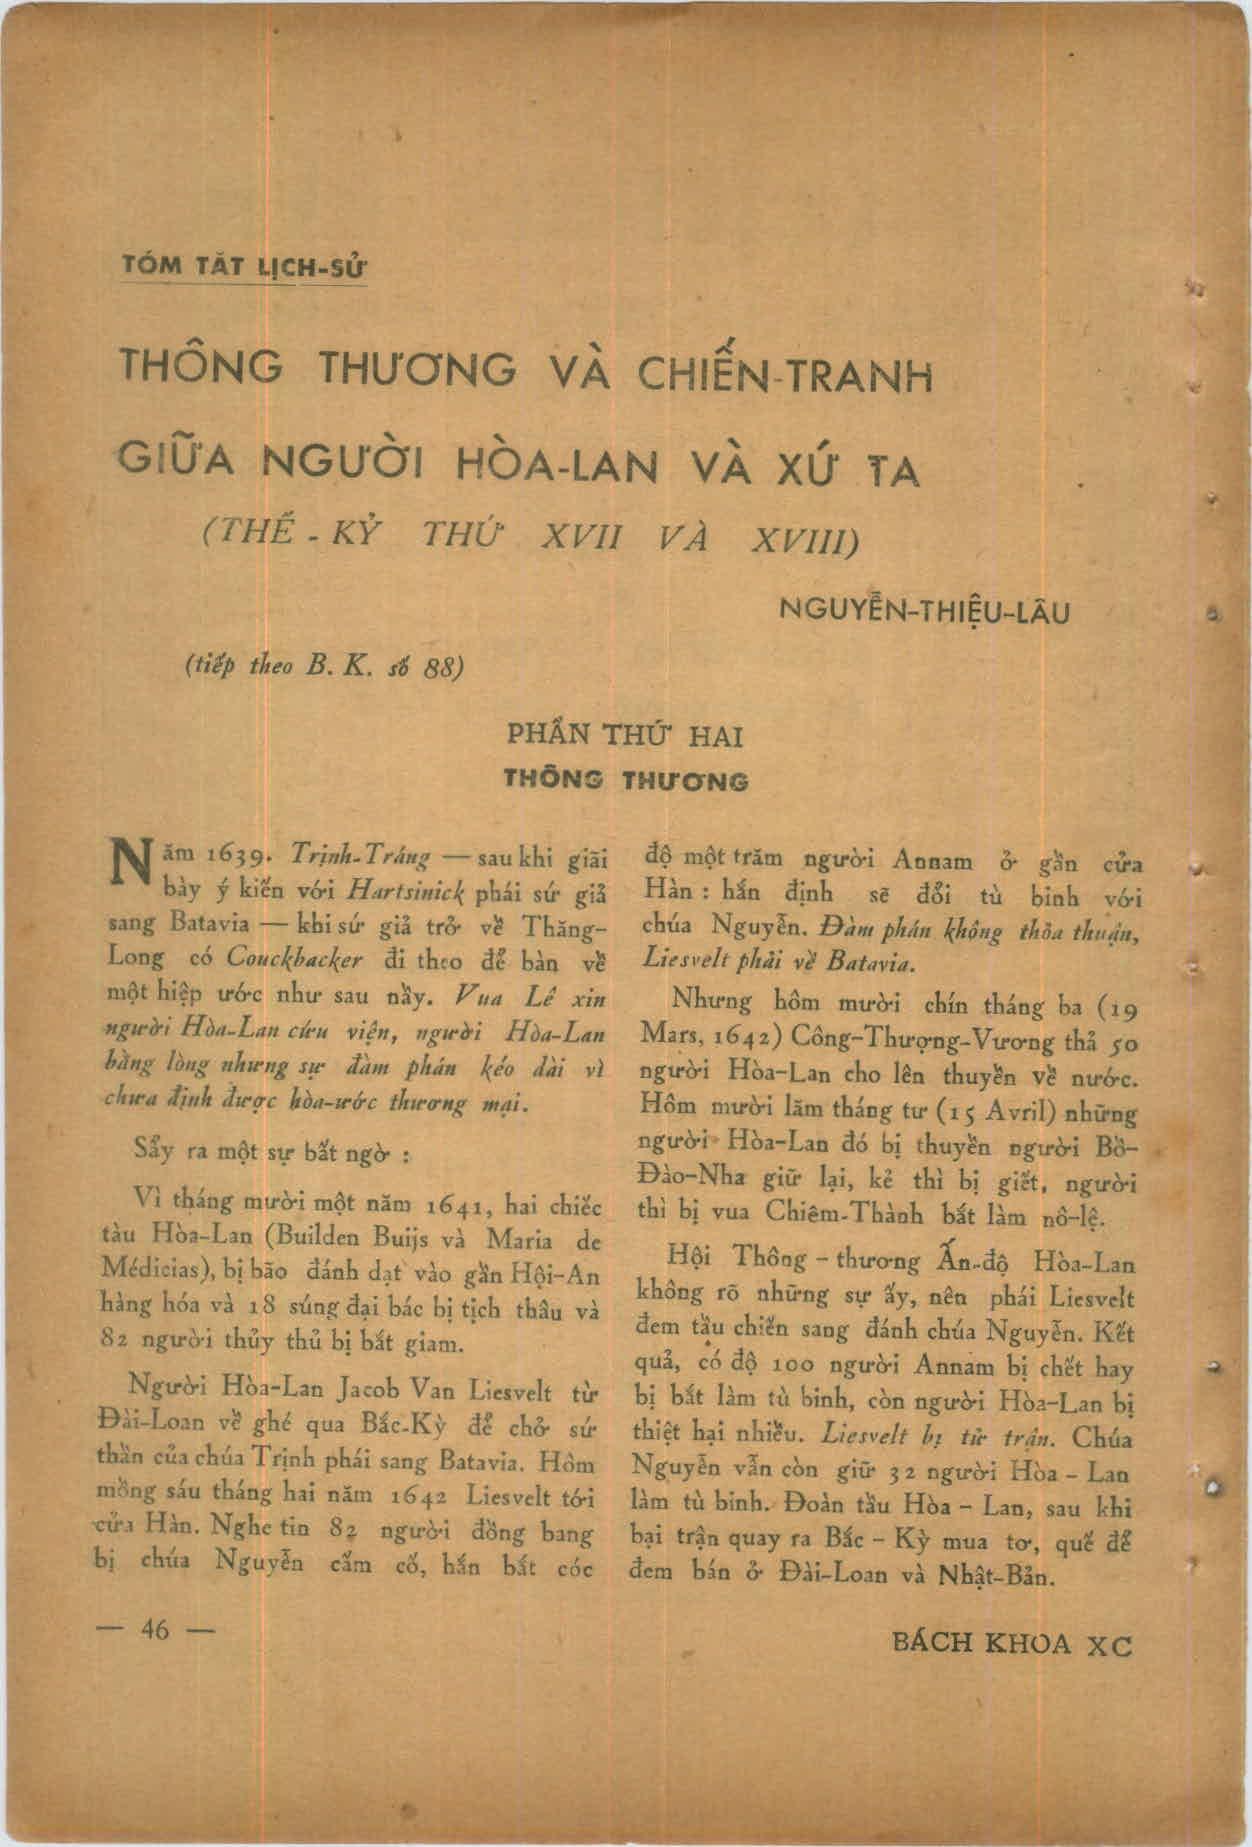 TÓM TẮT LỊCH-SỬ
THÔNG THƯƠNG VÀ CHIẾN-TRANH
GIỮA NGƯỜI HÒA-LAN VÀ XỨ TA
(THẾ - KỶ THỨ XVII VÀ XVIII)
NGUYỄN-THIỆU-LÂU
(tiếp theo B. K. số 88)
PHẦN THỨ HAI
THÔNG THƯƠNG
Năm 1639. Trịnh-Tráng — sau khi giãi
bày ý kiến với Hartsinick phái sứ giả
sang Batavia — khi sứ giả trở về Thăng-
Long có Couckbacker đi theo để bàn về
một hiệp ước như sau nầy. Vua Lê xin
người Hòa-Lan cứu viện, người Hòa-Lan
bằng lòng nhưng sự đàm phán kéo dài vì
chưa định được hòa-ước thương mại.
Sẩy ra một sự bất ngờ :
Vì tháng mười một năm 1641, hai chiếc
tàu Hòa-Lan (Builden Buijs và Maria de
Médicias), bị bão đánh dạt vào gần Hội-An
hàng hóa và 18 súng đại bác bị tịch thâu và
82 người thủy thủ bị bắt giam.
Người Hòa-Lan Jacob Van Liesvelt từ
Đài-Loan về ghé qua Bắc-Kỳ để chở sứ
thần của chúa Trịnh phái sang Batavia. Hôm
mồng sáu tháng hai năm 1642 Liesvelt tới
cửa Hàn. Nghe tin 82 người đồng bang
bị chúa Nguyễn cầm cố, hắn bắt cóc
độ một trăm người Annam ở gần cửa
Hàn : hắn định sẽ đổi tù binh với
chúa Nguyễn. Đàm phán không thỏa thuận,
Liesvelt phải về Batavia.
Nhưng hôm mười chín tháng ba (19
Mars, 1642) Công-Thượng-Vương thả 50
người Hòa-Lan cho lên thuyền về nước.
Hôm mười lăm tháng tư (15 Avril) những
người Hòa-Lan đó bị thuyền người Bồ-
Đào-Nha giữ lại, kẻ thì bị giết, người
thì bị vua Chiêm-Thành bắt làm nô-lệ.
Hội Thông - thương Ấn-độ Hòa-Lan
không rõ những sự ấy, nên phái Liesvelt
đem tầu chiến sang đánh chúa Nguyễn. Kết
quả, có độ 100 người Annam bị chết hay
bị bắt làm tù binh, còn người Hòa-Lan bị
thiệt hại nhiều. Liesvelt bị tử trận. Chúa
Nguyễn vẫn còn giữ 32 người Hòa - Lan
làm tù binh. Đoàn tầu Hòa - Lan, sau khi
bại trận quay ra Bắc - Kỳ mua tơ, quế để
đem bán ở Đài-Loan và Nhật-Bản.
— 46 —
BÁCH KHOA XC